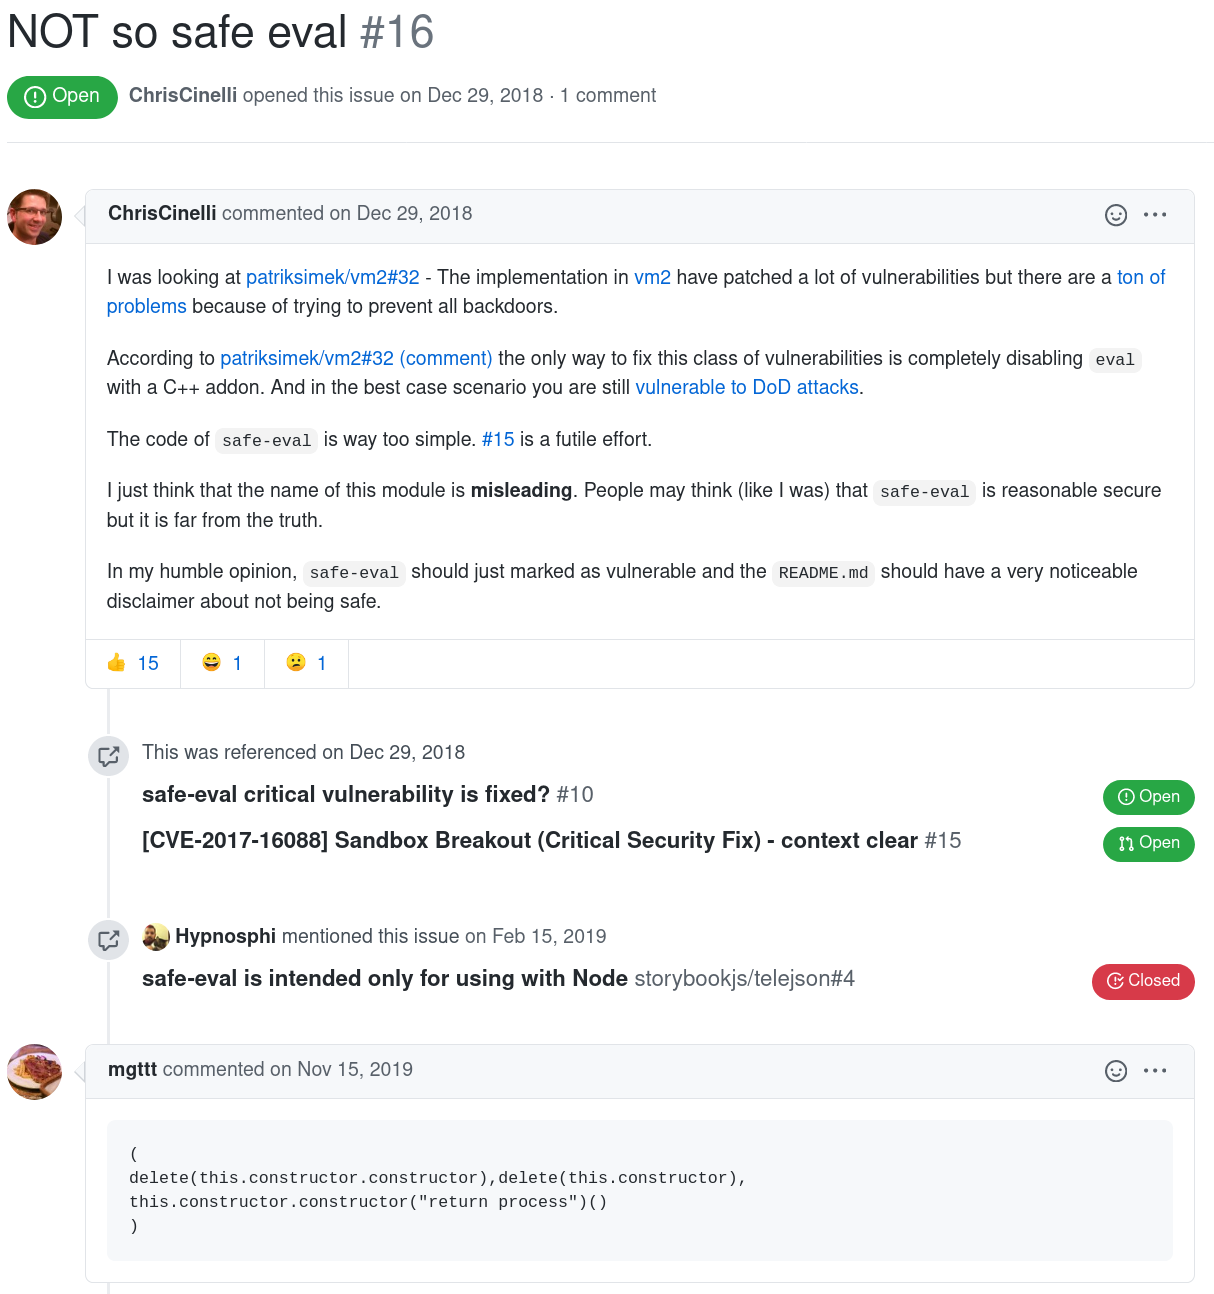 NOT so safe eval #16
Open ChrisCinelli opened this issue on Dec 29, 2018 · 1 comment
ChrisCinelli commented on Dec 29, 2018
I was looking at patriksimek/vm2#32 - The implementation in vm2 have patched a lot of vulnerabilities but there are a ton of
problems because of trying to prevent all backdoors.
According to patriksimek/vm2#32 (comment) the only way to fix this class of vulnerabilities is completely disabling eval
with a C++ addon. And in the best case scenario you are still vulnerable to DoD attacks.
The code of safe-eval is way too simple. #15 is a futile effort.
I just think that the name of this module is misleading. People may think (like I was) that safe-eval is reasonable secure
but it is far from the truth.
In my humble opinion, safe-eval should just marked as vulnerable and the README.md should have a very noticeable
disclaimer about not being safe.
👍 15 😄 1 😕 1
This was referenced on Dec 29, 2018
safe-eval critical vulnerability is fixed? #10 Open
[CVE-2017-16088] Sandbox Breakout (Critical Security Fix) - context clear #15 Open
Hypnosphi mentioned this issue on Feb 15, 2019
safe-eval is intended only for using with Node storybookjs/telejson#4 Closed
mgttt commented on Nov 15, 2019
(
delete(this.constructor.constructor),delete(this.constructor),
this.constructor.constructor("return process")()
)